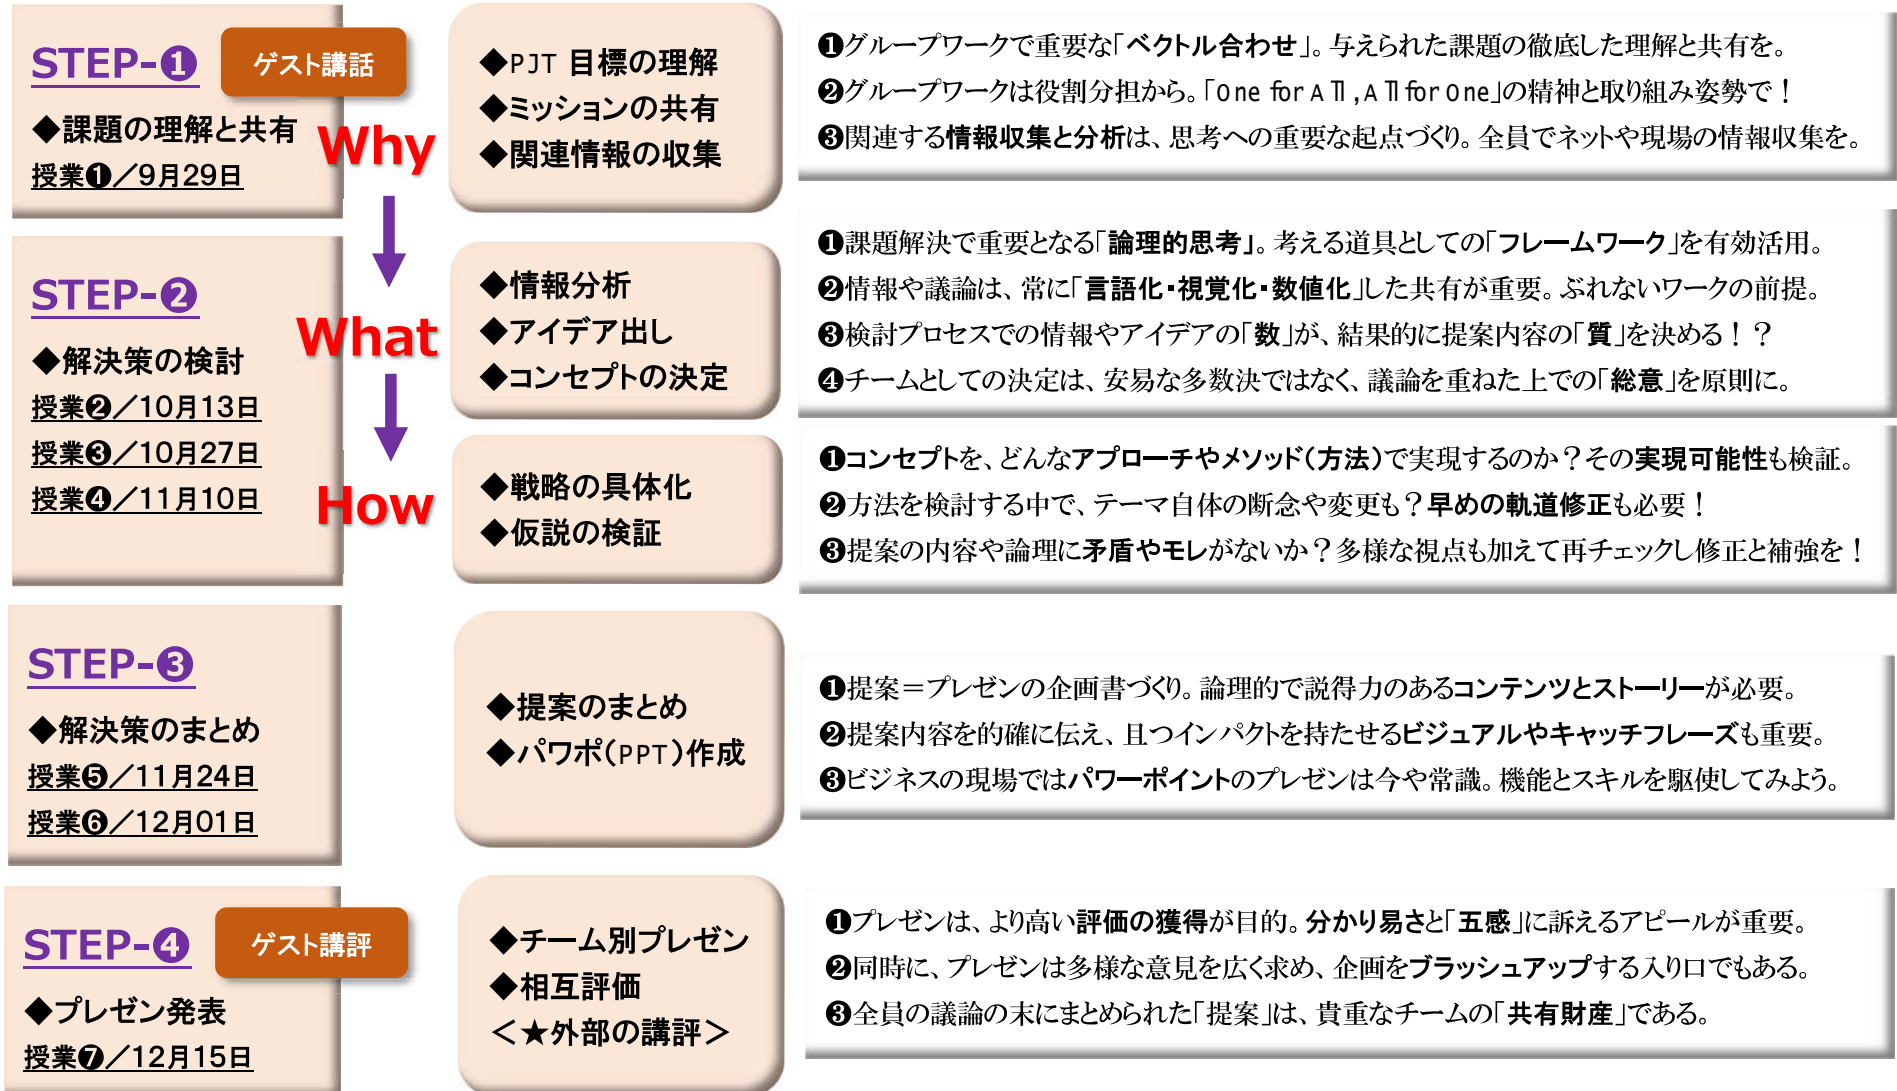 STEP-❶
ゲスト講話
◆課題の理解と共有
授業❶／9月29日
Why
◆PJT 目標の理解
◆ミッションの共有
◆関連情報の収集
❶グループワークで重要な「ベクトル合わせ」。与えられた課題の徹底した理解と共有を。
❷グループワークは役割分担から。「One for All,All for one」の精神と取り組み姿勢で！
❸関連する情報収集と分析は、思考への重要な起点づくり。全員でネットや現場の情報収集を。
STEP-❷
◆解決策の検討
授業❷／10月13日
授業❸／10月27日
授業❹／11月10日
What
◆情報分析
◆アイデア出し
◆コンセプトの決定
❶課題解決で重要となる「論理的思考」。考える道具としての「フレームワーク」を有効活用。
❷情報や議論は、常に「言語化・視覚化・数値化」した共有が重要。ぶれないワークの前提。
❸検討プロセスでの情報やアイデアの「数」が、結果的に提案内容の「質」を決める！？
❹チームとしての決定は、安易な多数決ではなく、議論を重ねた上での「総意」を原則に。
How
◆戦略の具体化
◆仮説の検証
❶コンセプトを、どんなアプローチやメソッド（方法）で実現するのか？その実現可能性も検証。
❷方法を検討する中で、テーマ自体の断念や変更も？早めの軌道修正も必要！
❸提案の内容や論理に矛盾やモレがないか？多様な視点も加えて再チェックし修正と補強を！
STEP-❸
◆解決策のまとめ
授業❺／11月24日
授業❻／12月01日
◆提案のまとめ
◆パワポ（PPT）作成
❶提案＝プレゼンの企画書づくり。論理的で説得力のあるコンテンツとストーリーが必要。
❷提案内容を的確に伝え、且つインパクトを持たせるビジュアルやキャッチフレーズも重要。
❸ビジネスの現場ではパワーポイントのプレゼンは今や常識。機能とスキルを駆使してみよう。
STEP-❹
ゲスト講評
◆プレゼン発表
授業❼／12月15日
◆チーム別プレゼン
◆相互評価
＜★外部の講評＞
❶プレゼンは、より高い評価の獲得が目的。分かり易さと「五感」に訴えるアピールが重要。
❷同時に、プレゼンは多様な意見を広く求め、企画をブラッシュアップする入り口でもある。
❸全員の議論の末にまとめられた「提案」は、貴重なチームの「共有財産」である。